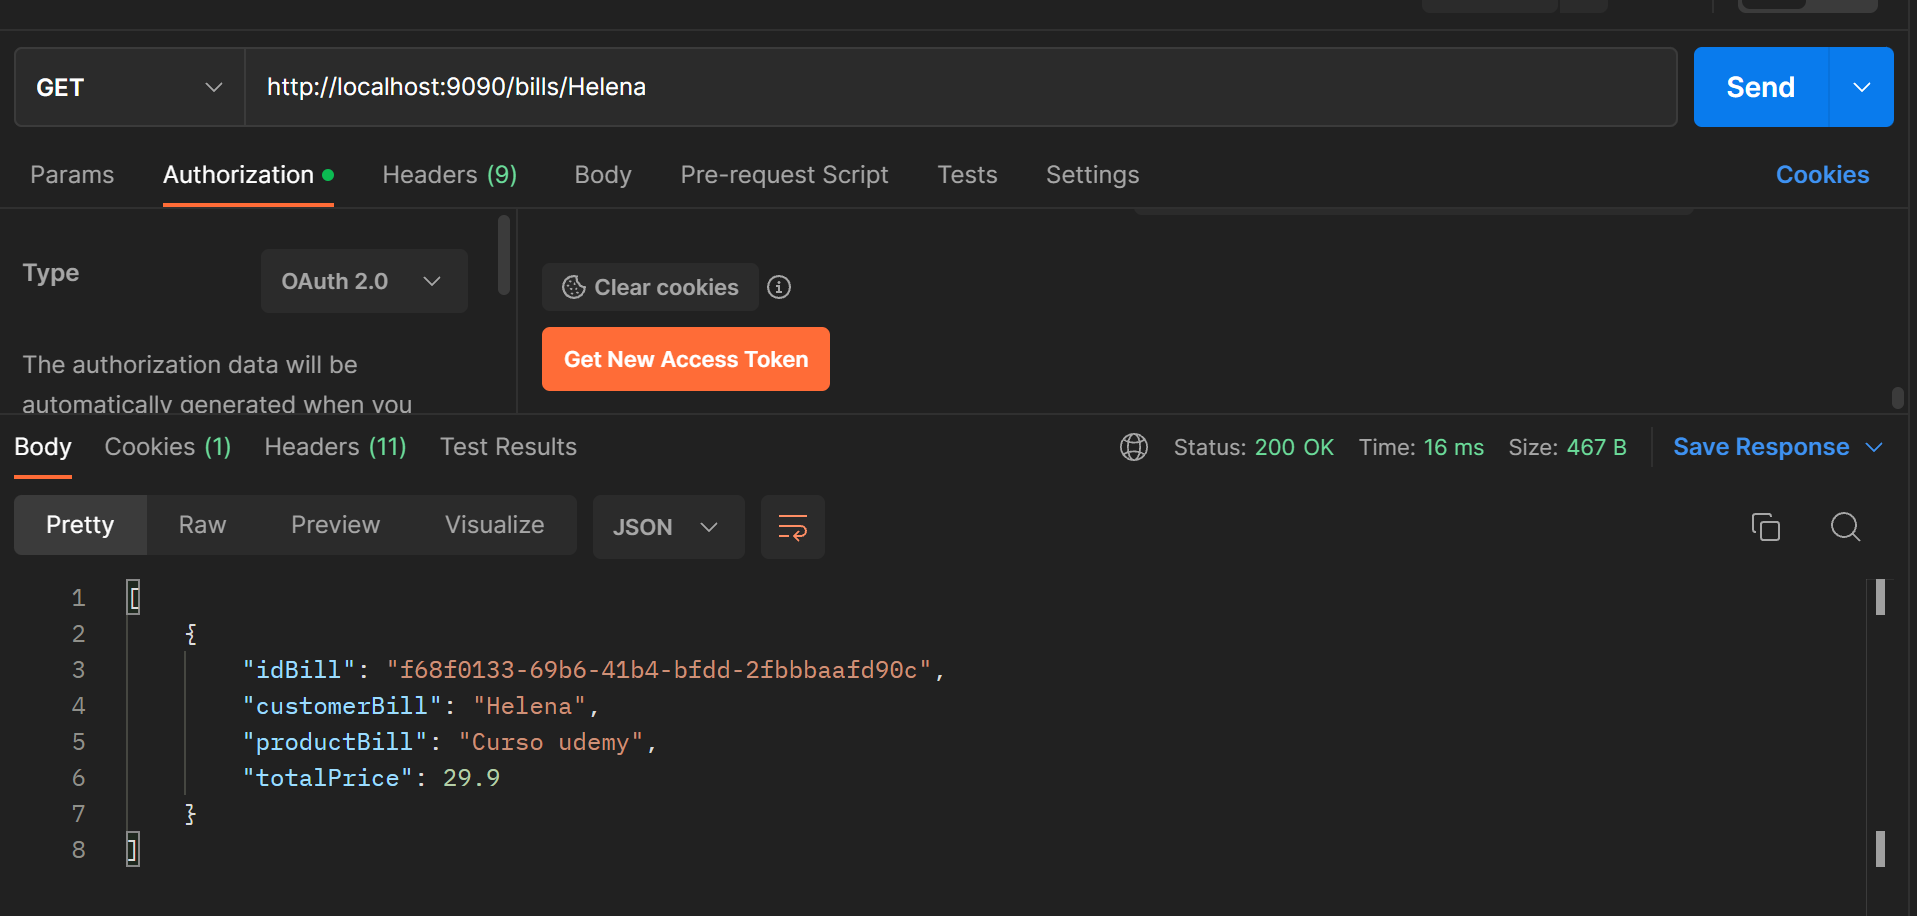 GET http://localhost:9090/bills/Helena Send
Params Authorization Headers (9) Body Pre-request Script Tests Settings Cookies
Type OAuth 2.0
The authorization data will be
automatically generated when you
Clear cookies
Get New Access Token
Body Cookies (1) Headers (11) Test Results Status: 200 OK Time: 16 ms Size: 467 B Save Response
Pretty Raw Preview Visualize JSON
1 [
2 {
3 "idBill": "f68f0133-69b6-41b4-bfdd-2fbbbaafd90c",
4 "customerBill": "Helena",
5 "productBill": "Curso udemy",
6 "totalPrice": 29.9
7 }
8 ]